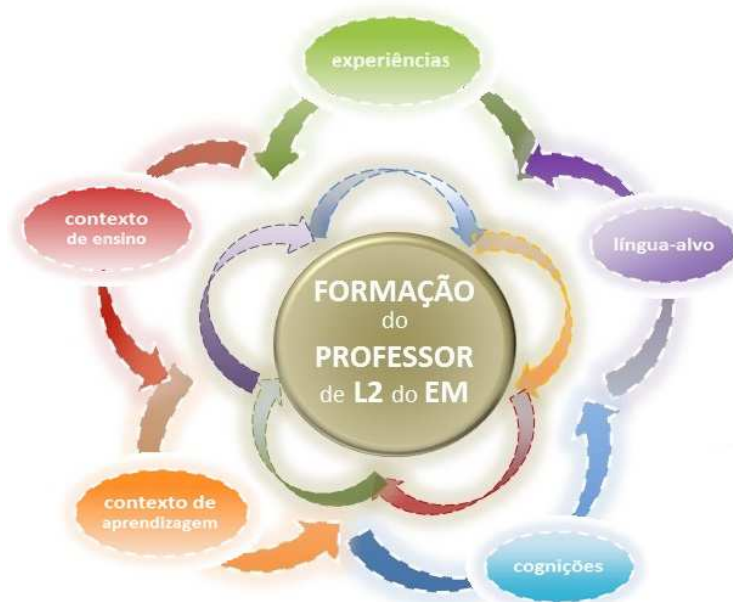 experiências
contexto
de ensino
língua-alvo
FORMAÇÃO
do
PROFESSOR
de L2 do EM
contexto de
aprendizagem
cognições